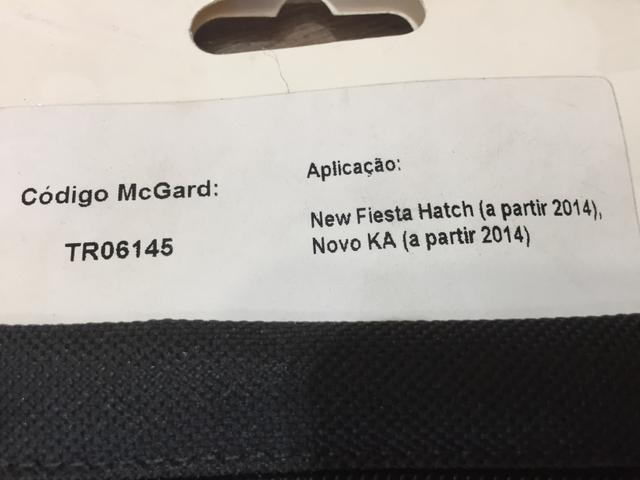 Código McGard:
TR06145
Aplicação:
New Fiesta Hatch (a partir 2014),
Novo KA (a partir 2014)